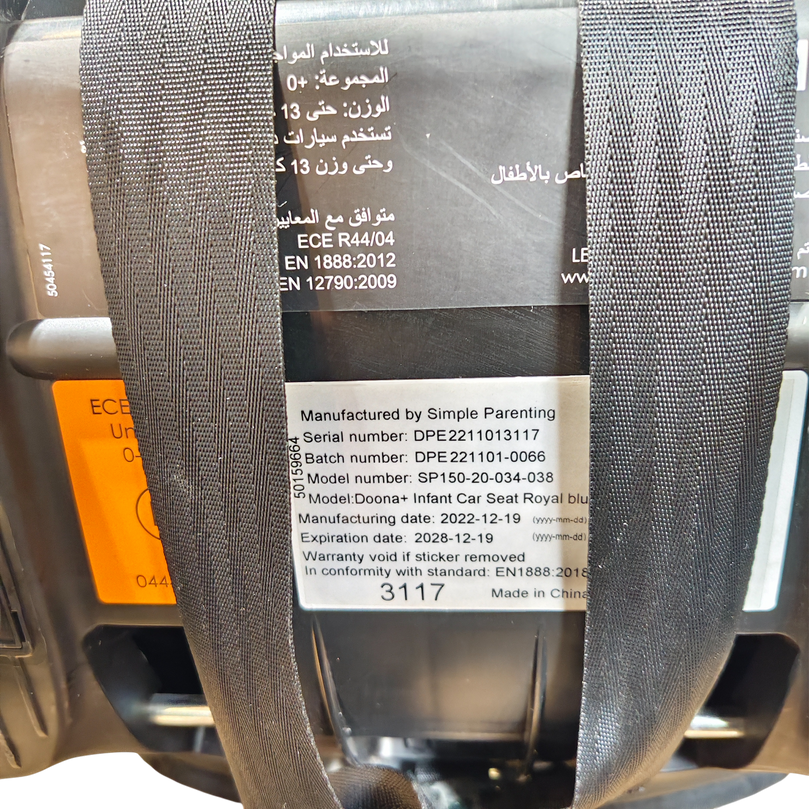 للاستخدام
المجموعة: +0
الوزن: حتى 13
تستخدم سيارات
وحتى وزن 13
بالأطفال
متوافق مع المعايير
ECE R44/04
EN 1888:2012
EN 12790:2009
50454117
ECE
0-
044
50159664
Manufactured by Simple Parenting
Serial number: DPE2211013117
Batch number: DPE221101-0066
Model number: SP150-20-034-038
Model:Doona+ Infant Car Seat Royal blu
Manufacturing date: 2022-12-19 (yyyy-mm-dd)
Expiration date: 2028-12-19 (yyyy-mm-dd)
Warranty void if sticker removed
In conformity with standard: EN1888:2018
3117 Made in China